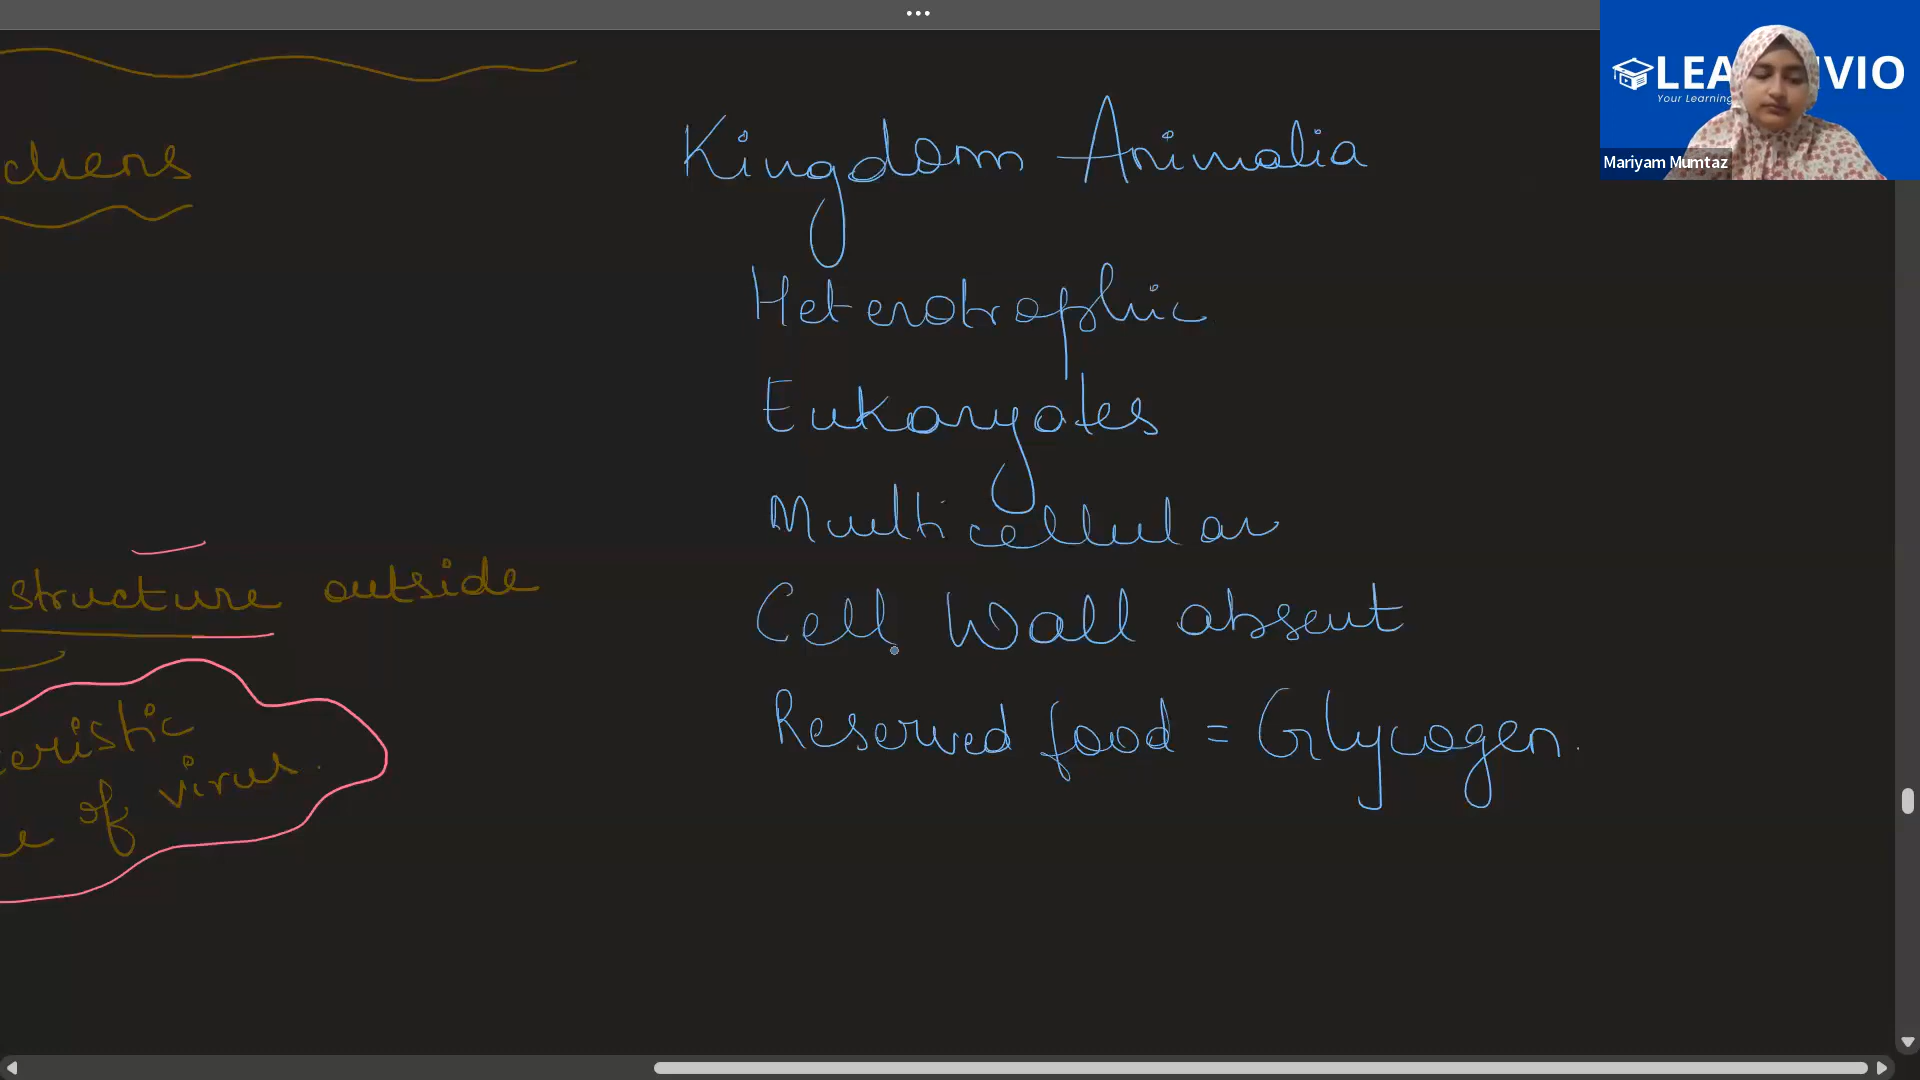 LEA VIO
Your Learning
Mariyam Mumtaz
chens
structure outside
eristic
of virus.
Kingdom Animalia
Heterotrophic
Eukaryotes
Multicellular
Cell Wall absent
Reserved food = Glycogen.